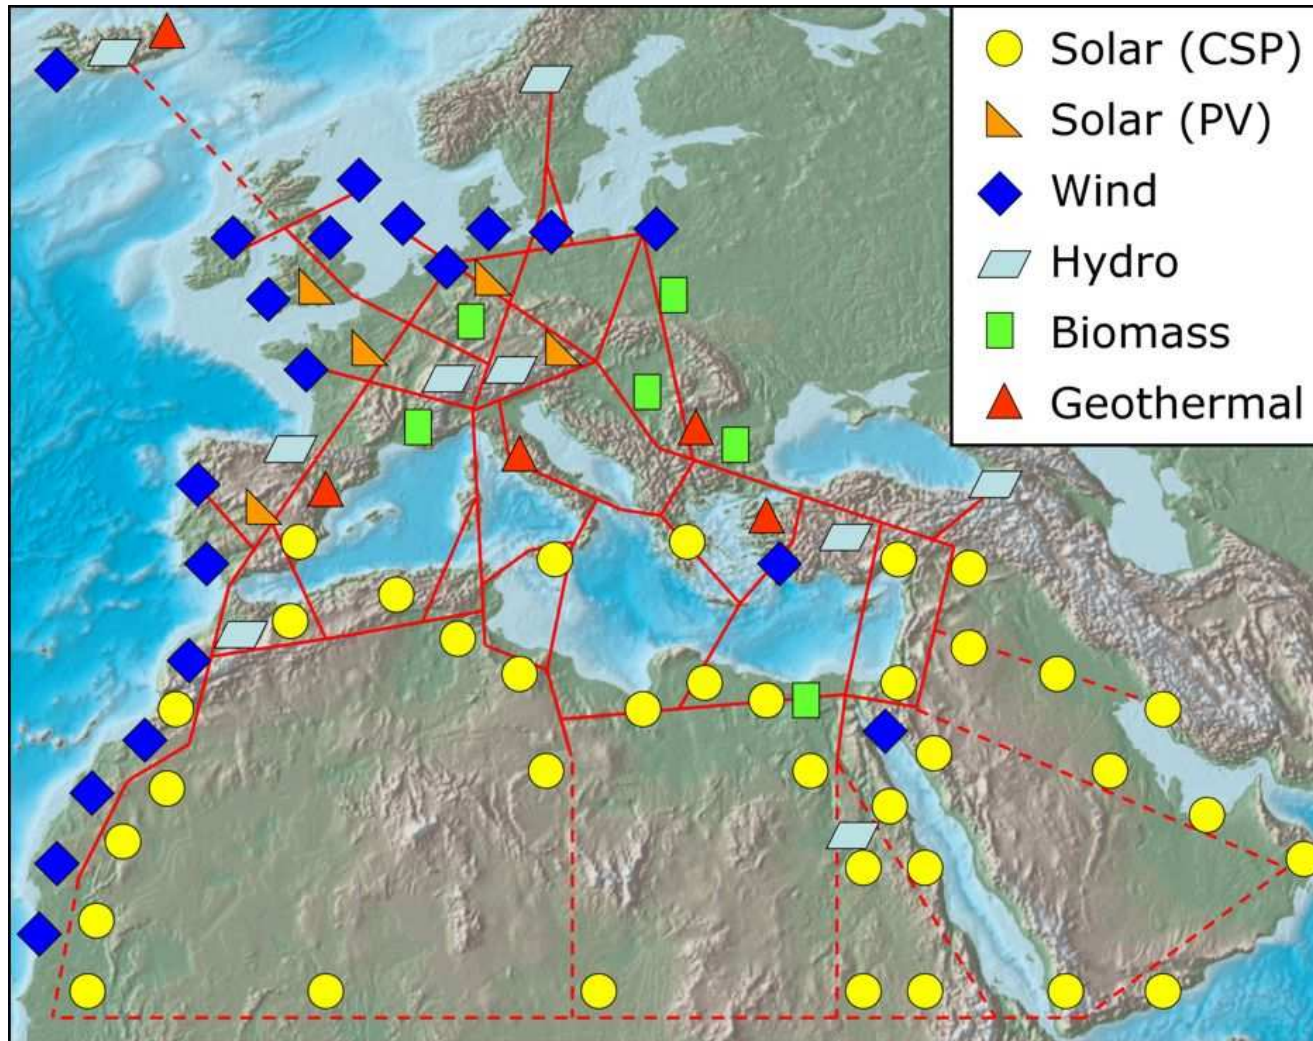 Solar (CSP)
Solar (PV)
Wind
Hydro
Biomass
Geothermal